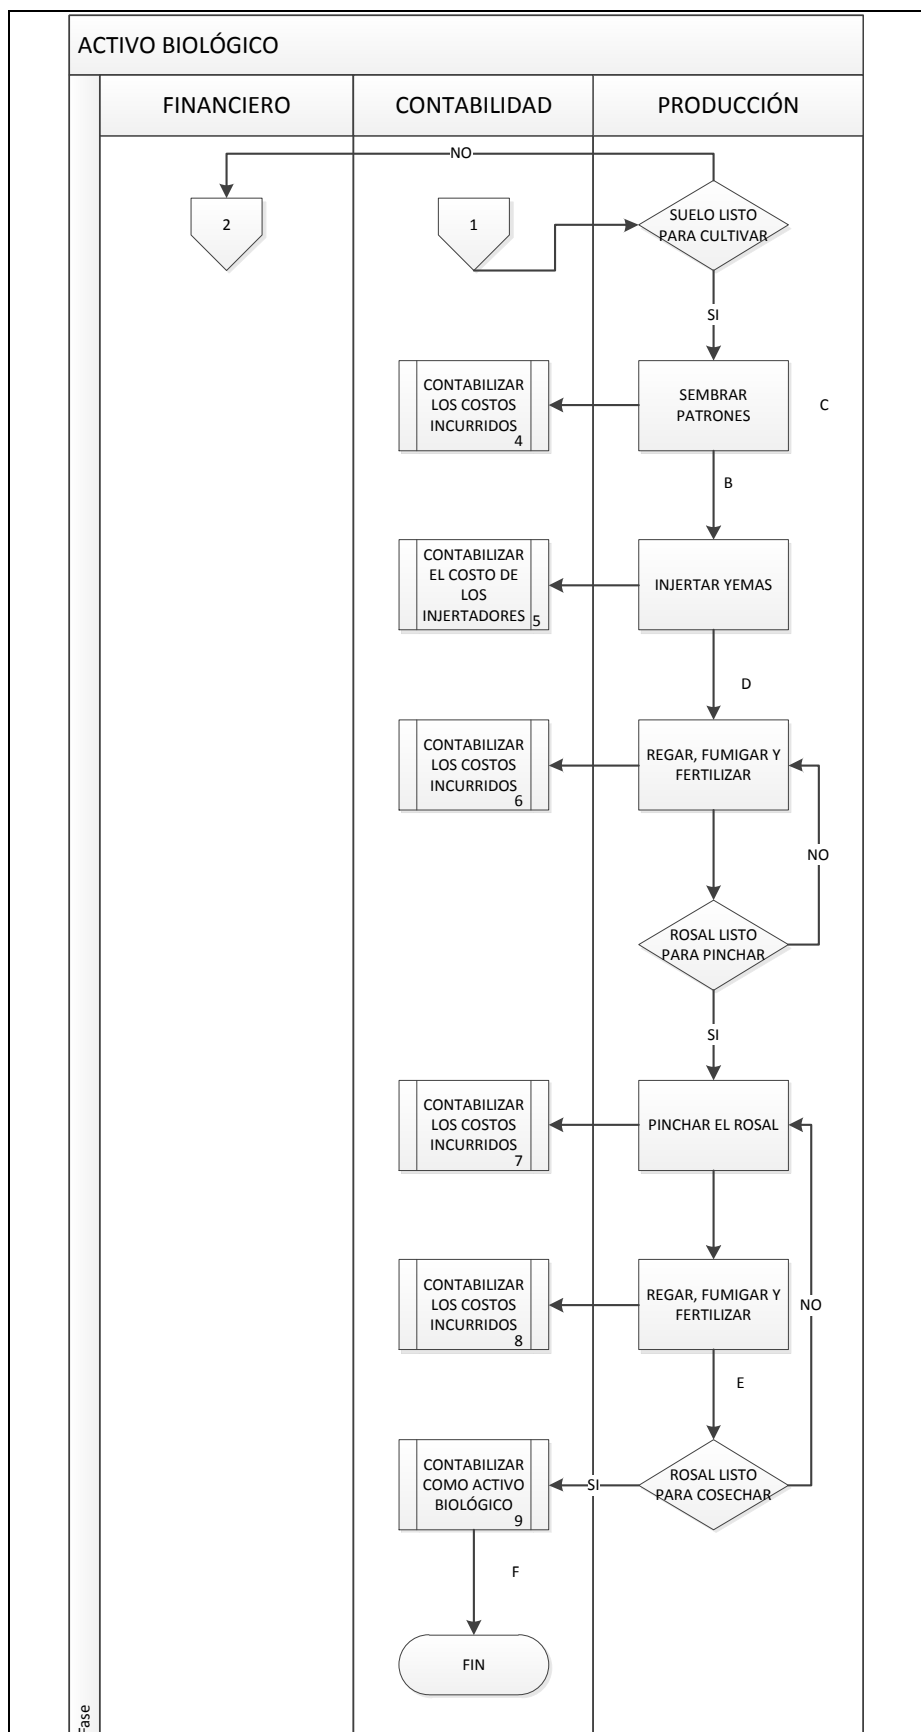 ACTIVO BIOLÓGICO
FINANCIERO
CONTABILIDAD
PRODUCCIÓN
NO
2
1
SUELO LISTO
PARA CULTIVAR
SI
CONTABILIZAR
LOS COSTOS
INCURRIDOS
4
SEMBRAR
PATRONES
C
B
CONTABILIZAR
EL COSTO DE
LOS
INJERTADORES
5
INJERTAR YEMAS
D
CONTABILIZAR
LOS COSTOS
INCURRIDOS
6
REGAR, FUMIGAR Y
FERTILIZAR
NO
ROSAL LISTO
PARA PINCHAR
SI
CONTABILIZAR
LOS COSTOS
INCURRIDOS
7
PINCHAR EL ROSAL
CONTABILIZAR
LOS COSTOS
INCURRIDOS
8
REGAR, FUMIGAR Y
FERTILIZAR
NO
E
CONTABILIZAR
COMO ACTIVO
BIOLÓGICO
9
SI
ROSAL LISTO
PARA COSECHAR
F
FIN
Fase